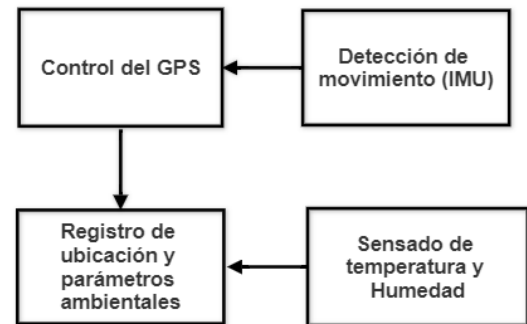 Control del GPS
Detección de
movimiento (IMU)
Registro de
ubicación y
parámetros
ambientales
Sensado de
temperatura y
Humedad